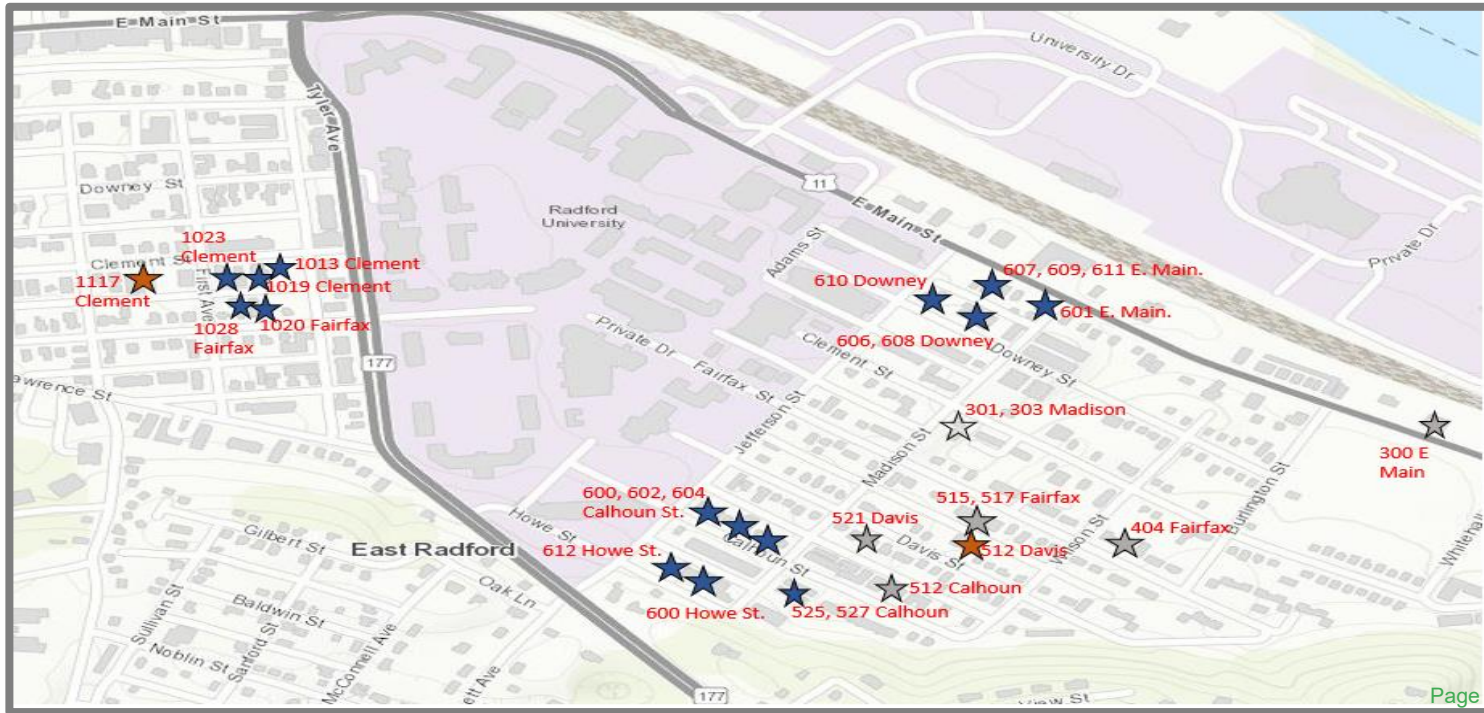 E Main St
University Dr
Tyler Ave
Downey St
11
E Main St
Radford
University
Private Dr
1023
Clement
Clement St
1013 Clement
1117
Clement
First Ave
1019 Clement
1028
Fairfax
1020 Fairfax
Adams St
610 Downey
607, 609, 611 E. Main.
601 E. Main.
606, 608 Downey
Private Dr
Fairfax St
Clement St
Downey St
177
awrence St
Jefferson St
301, 303 Madison
Madison St
300 E
Main
600, 602, 604
Calhoun St.
515, 517 Fairfax
521 Davis
404 Fairfax
Burlington St
Howe St
Calhoun St
Davis St
512 Davis
Wilson St
Whiteha
Gilbert St
East Radford
612 Howe St.
512 Calhoun
Oak Ln
600 Howe St.
525, 527 Calhoun
Baldwin St
Sullivan St
Sanford St
Noblin St
McConnell Ave
ett Ave
177
View St
Page